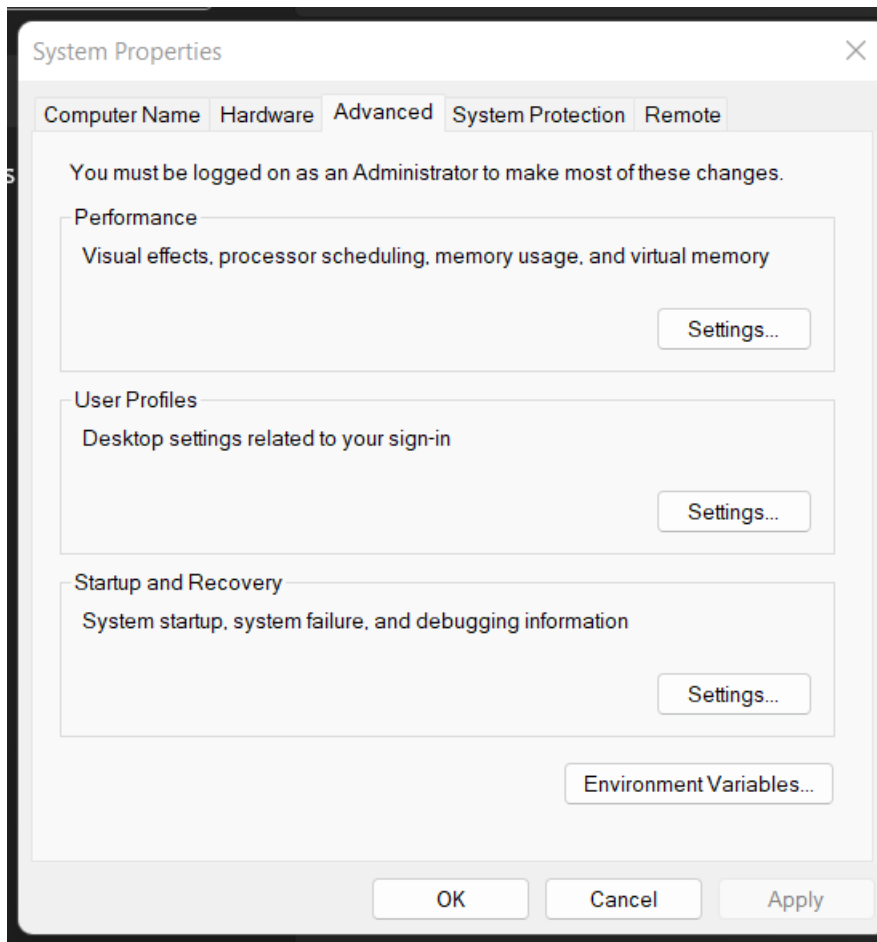 System Properties
Computer Name Hardware Advanced System Protection Remote
s
You must be logged on as an Administrator to make most of these changes.
Performance
Visual effects, processor scheduling, memory usage, and virtual memory
Settings...
User Profiles
Desktop settings related to your sign-in
Settings...
Startup and Recovery
System startup, system failure, and debugging information
Settings...
Environment Variables...
OK Cancel Apply